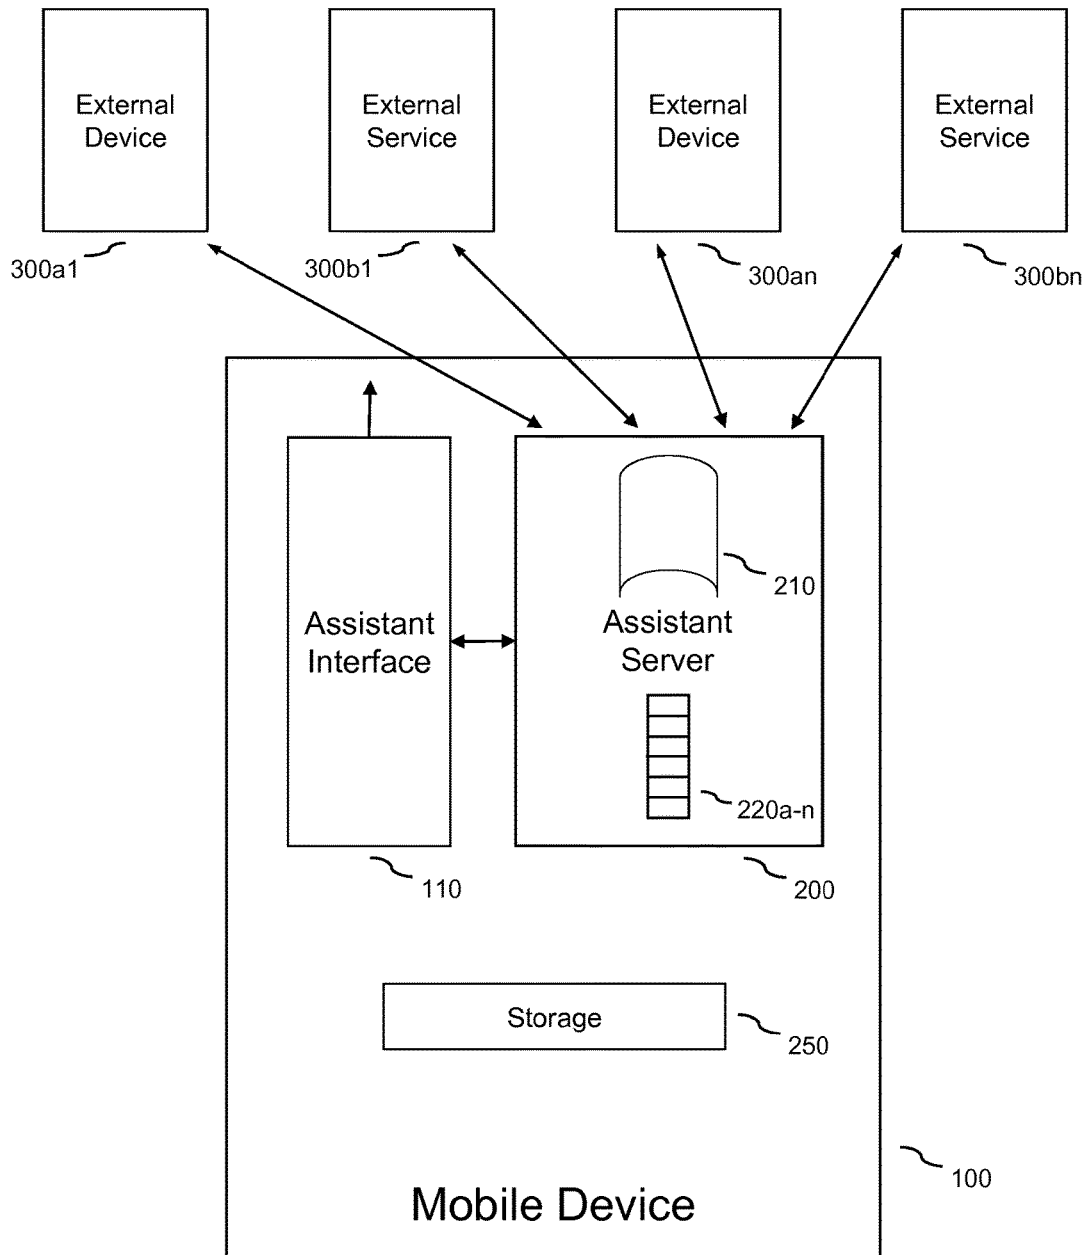 External
Device
External
Service
External
Device
External
Service
300a1
300b1
300an
300bn
210
Assistant
Interface
Assistant
Server
220a-n
110
200
Storage
250
100
Mobile Device